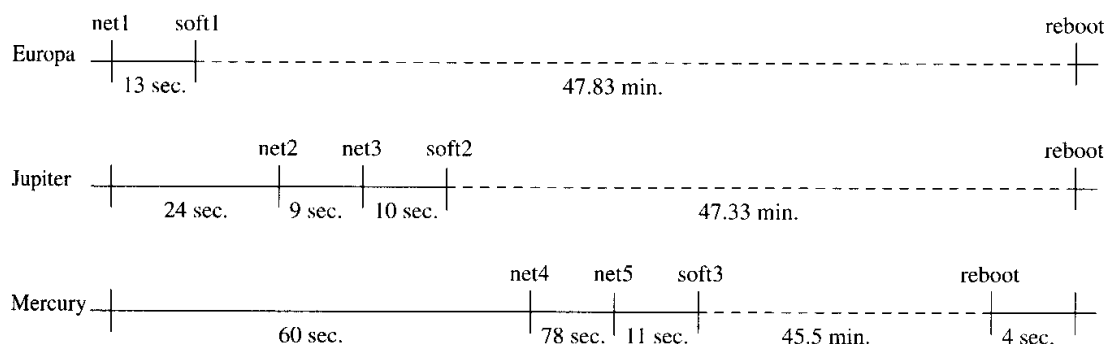 net1 soft1 reboot
Europa
13 sec. 47.83 min.
net2 net3 soft2 reboot
Jupiter
24 sec. 9 sec. 10 sec. 47.33 min.
net4 net5 soft3 reboot
Mercury
60 sec. 78 sec. 11 sec. 45.5 min. 4 sec.